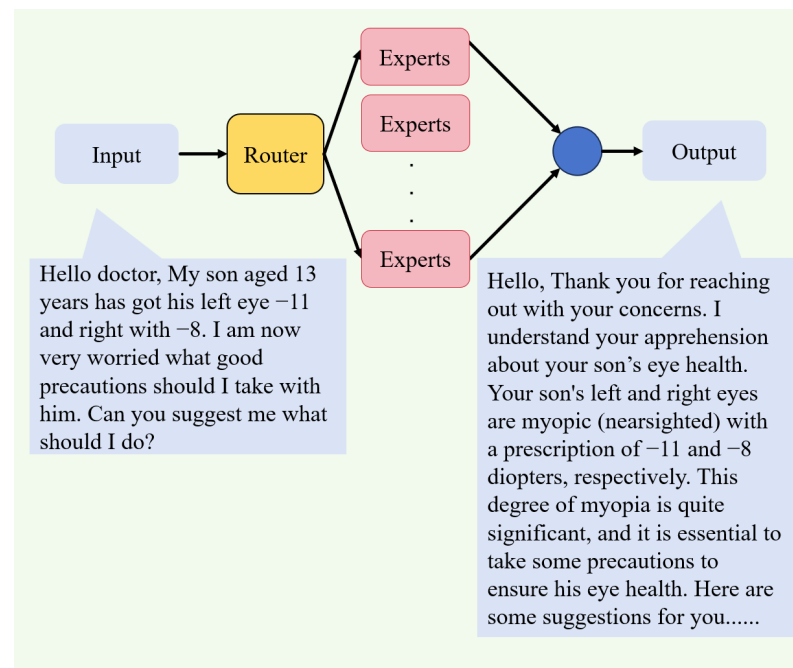 Experts
Experts
Input
Router
Output
.
.
.
Experts
Hello doctor, My son aged 13
years has got his left eye −11
and right with −8. I am now
very worried what good
precautions should I take with
him. Can you suggest me what
should I do?
Hello, Thank you for reaching
out with your concerns. I
understand your apprehension
about your son’s eye health.
Your son's left and right eyes
are myopic (nearsighted) with
a prescription of −11 and −8
diopters, respectively. This
degree of myopia is quite
significant, and it is essential to
take some precautions to
ensure his eye health. Here are
some suggestions for you......